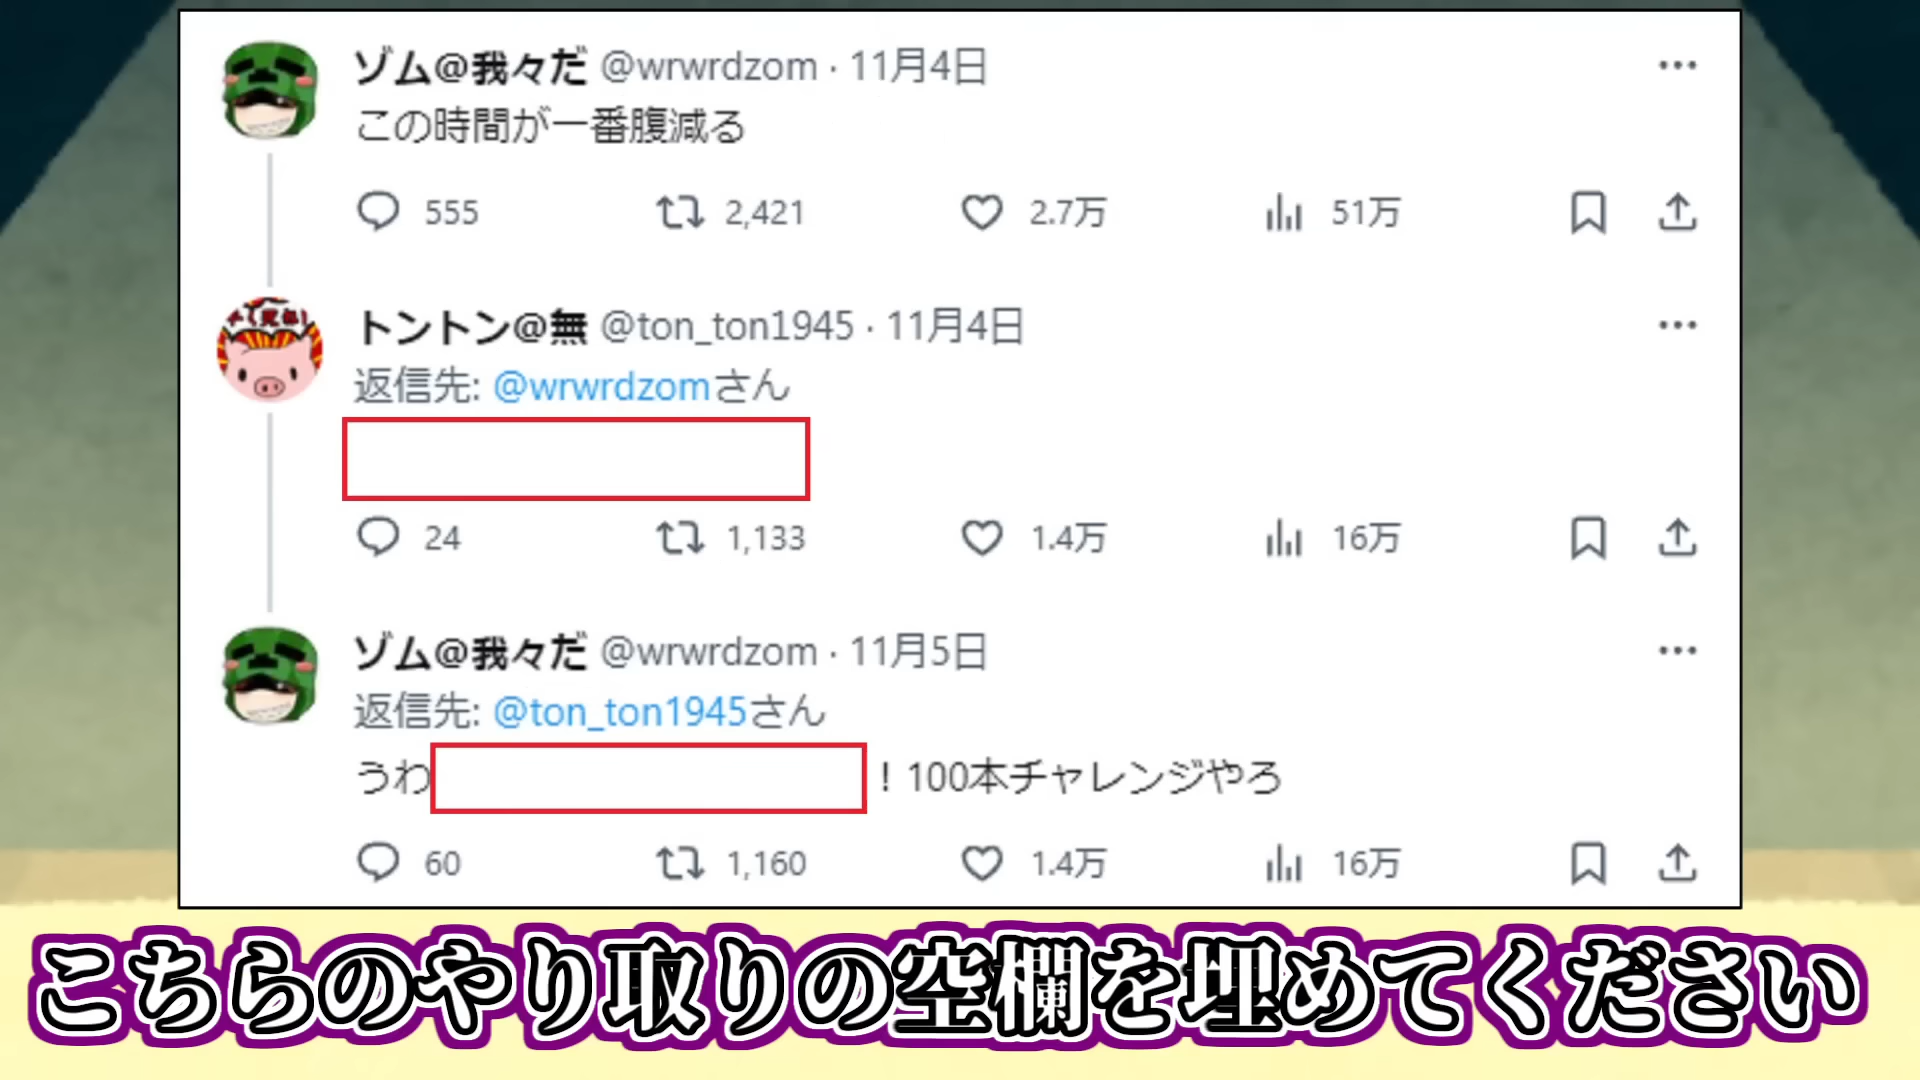 ゾム@我々だ @wrwrdzom · 11月4日
この時間が一番腹減る
555 2,421 2.7万 51万
トントン@無 @ton_ton1945 · 11月4日
返信先: @wrwrdzomさん
24 1,133 1.4万 16万
ゾム@我々だ @wrwrdzom · 11月5日
返信先: @ton_ton1945さん
うわ ！100本チャレンジやろ
60 1,160 1.4万 16万
こちらのやり取りの空欄を埋めてください